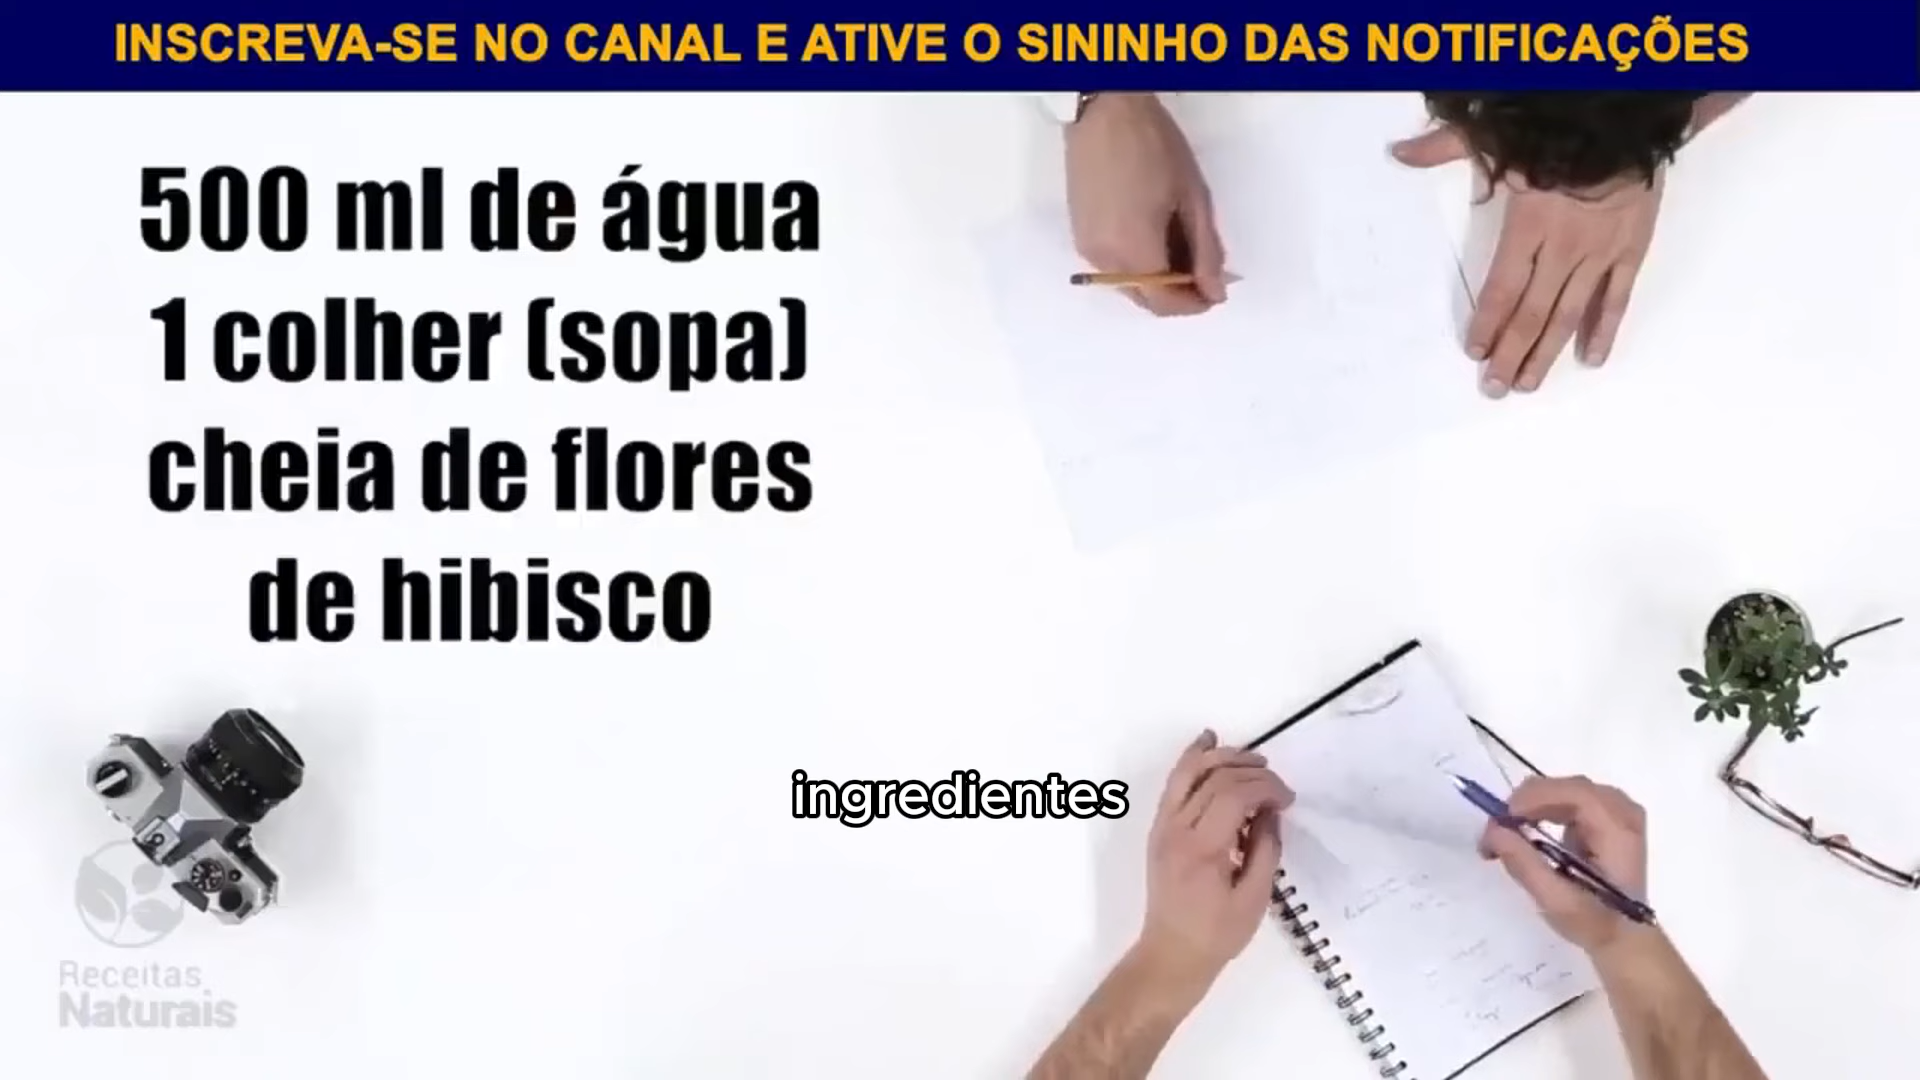 INSCREVA-SE NO CANAL E ATIVE O SININHO DAS NOTIFICAÇÕES
500 ml de água
1 colher (sopa)
cheia de flores
de hibisco
ingredientes
Receitas
Naturais